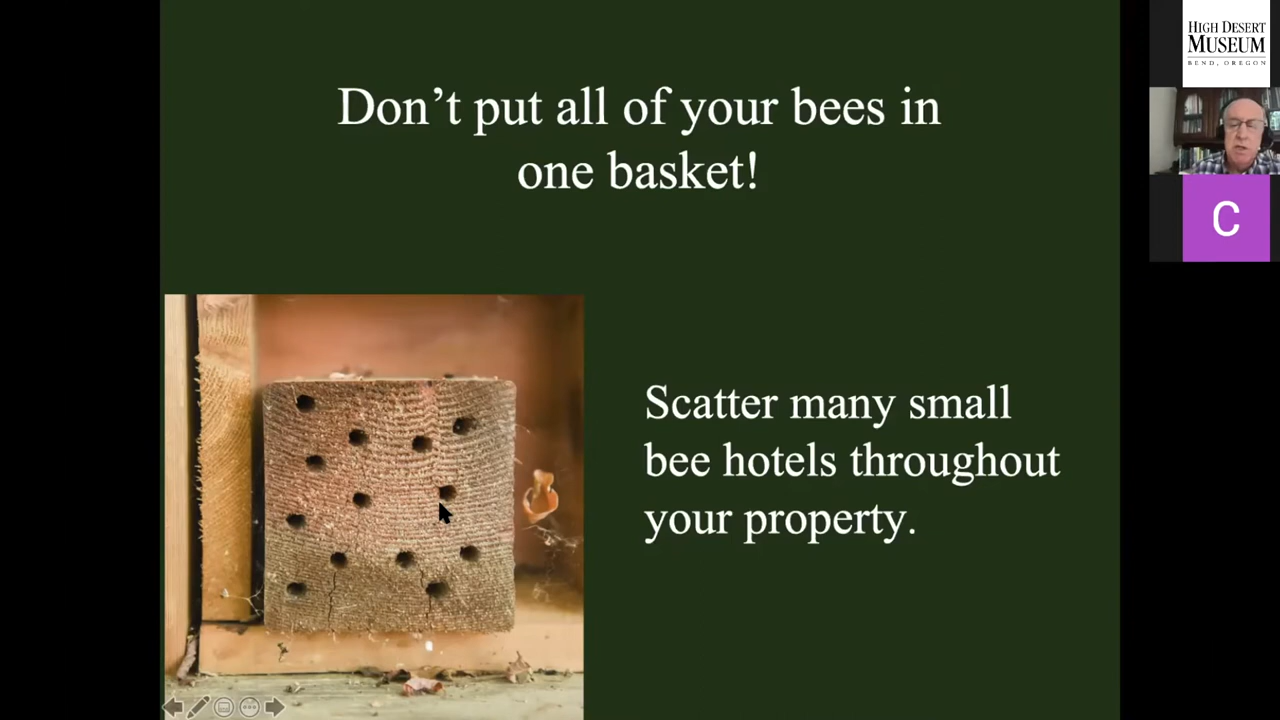 Don’t put all of your bees in
one basket!
Scatter many small
bee hotels throughout
your property.
HIGH DESERT
MUSEUM
BEND, OREGON
C